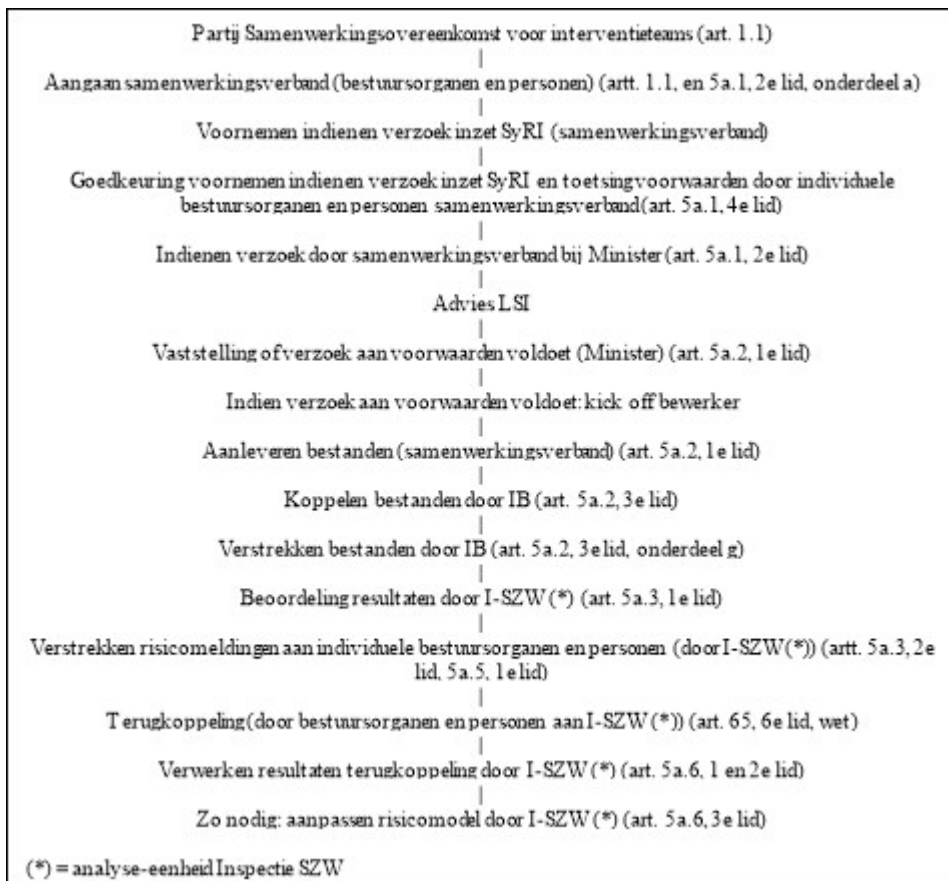 Partij Samenwerkingsovereenkomst voor interventieteams (art. 1.1)
|
Aangaan samenwerkingsverband (bestuursorganen en personen) (artt. 1.1, en 5a.1, 2e lid, onderdeel a)
|
Voornemen indienen verzoek inzet SyRI (samenwerkingsverband)
|
Goedkeuring voornemen indienen verzoek inzet SyRI en toetsing voorwaarden door individuele
bestuursorganen en personen samenwerkingsverband (art. 5a.1, 4e lid)
|
Indienen verzoek door samenwerkingsverband bij Minister (art. 5a.1, 2e lid)
|
Advies LSI
|
Vaststelling of verzoek aan voorwaarden voldoet (Minister) (art. 5a.2, 1e lid)
|
Indien verzoek aan voorwaarden voldoet: kick off bewerker
|
Aanleveren bestanden (samenwerkingsverband) (art. 5a.2, 1e lid)
|
Koppelen bestanden door IB (art. 5a.2, 3e lid)
|
Verstrekken bestanden door IB (art. 5a.2, 3e lid, onderdeel g)
|
Beoordeling resultaten door I-SZW (*) (art. 5a.3, 1e lid)
|
Verstrekken risicomeldingen aan individuele bestuursorganen en personen (door I-SZW(*)) (artt. 5a.3, 2e
lid, 5a.5, 1e lid)
|
Terugkoppeling (door bestuursorganen en personen aan I-SZW (*)) (art. 65, 6e lid, wet)
|
Verwerken resultaten terugkoppeling door I-SZW (*) (art. 5a.6, 1 en 2e lid)
|
Zo nodig: aanpassen risicomodel door I-SZW (*) (art. 5a.6, 3e lid)
(*) = analyse-eenheid Inspectie SZW